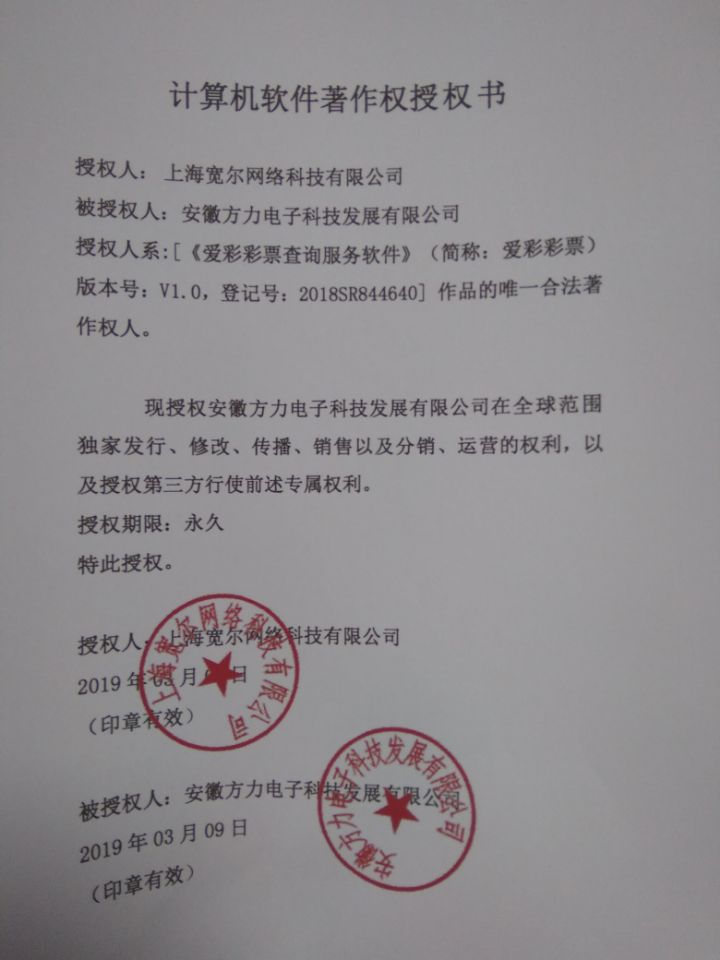 计算机软件著作权授权书
授权人：上海宽尔网络科技有限公司
被授权人：安徽方力电子科技发展有限公司
授权人系:[《爱彩彩票查询服务软件》（简称：爱彩彩票）
版本号：V1.0，登记号：2018SR844640] 作品的唯一合法著
作权人。
现授权安徽方力电子科技发展有限公司在全球范围
独家发行、修改、传播、销售以及分销、运营的权利，以
及授权第三方行使前述专属权利。
授权期限：永久
特此授权。
授权人：上海宽尔网络科技有限公司
2019 年 03 月 日
（印章有效）
上海宽尔网络科技有限公司
被授权人：安徽方力电子科技发展有限公司
2019 年 03 月 09 日
（印章有效）
安徽方力电子科技发展有限公司